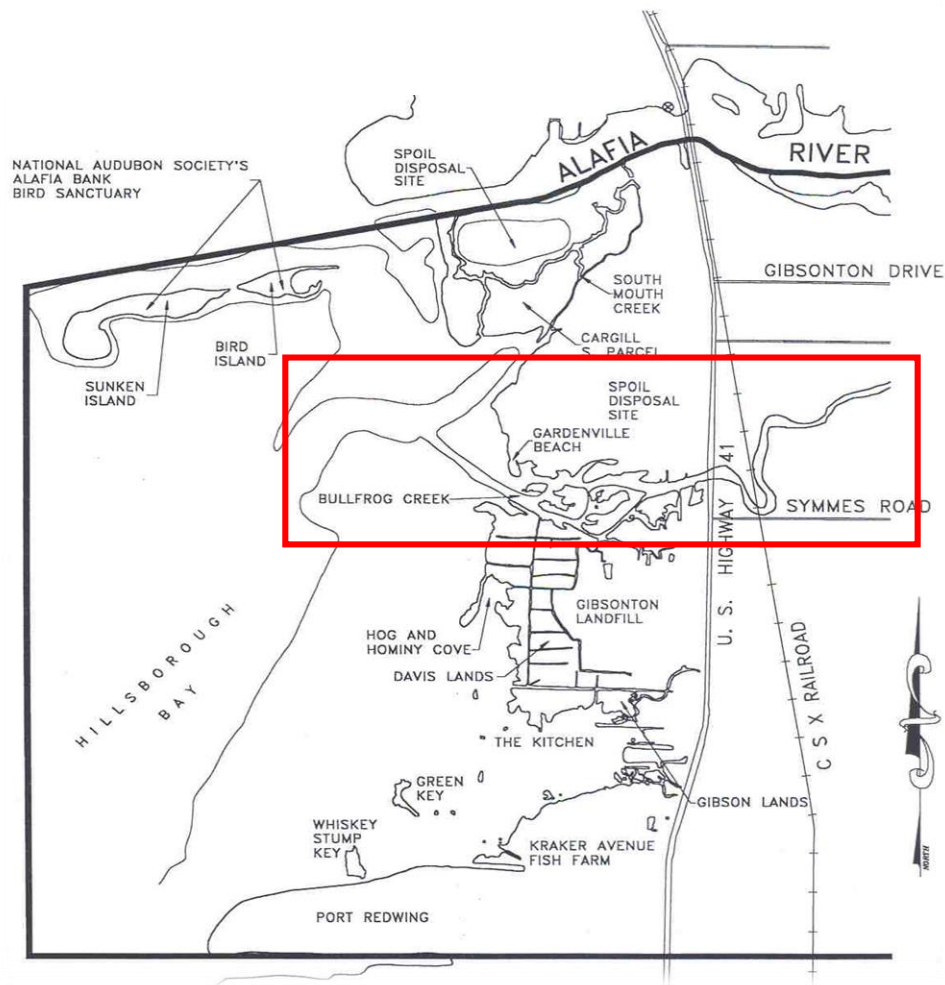 NATIONAL AUDUBON SOCIETY'S
ALAFIA BANK
BIRD SANCTUARY
SPOIL
DISPOSAL
SITE
ALAFIA
RIVER
GIBSONTON DRIVE
SOUTH
MOUTH
CREEK
CARGILL
S. PARCEL
BIRD
ISLAND
SUNKEN
ISLAND
SPOIL
DISPOSAL
SITE
GARDENVILLE
BEACH
BULLFROG CREEK
SYMMES ROAD
U. S. HIGHWAY 41
GIBSONTON
LANDFILL
HOG AND
HOMINY COVE
DAVIS LANDS
HILLSBOROUGH
BAY
C S X RAILROAD
THE KITCHEN
GREEN
KEY
GIBSON LANDS
WHISKEY
STUMP
KEY
KRAKER AVENUE
FISH FARM
PORT REDWING
NORTH